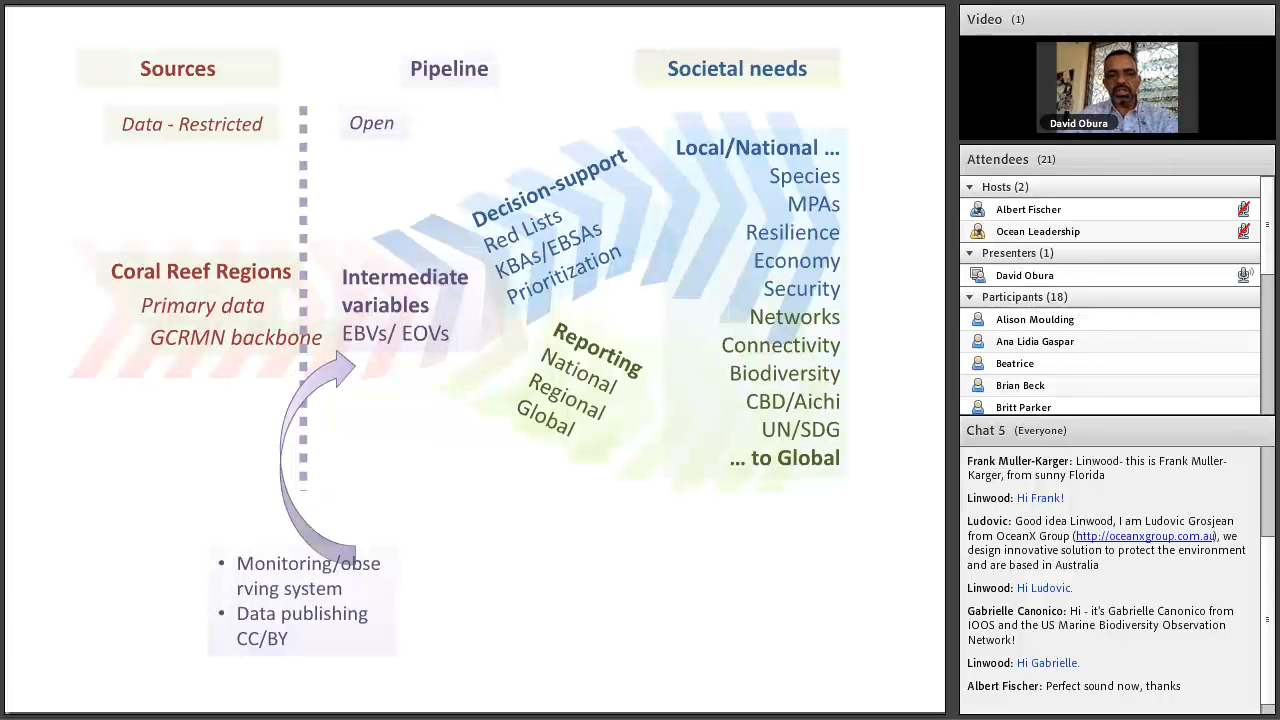 Sources
Pipeline
Societal needs
Data - Restricted
Open
Coral Reef Regions
Primary data
GCRMN backbone
Intermediate
variables
EBVs/ EOVs
Decision-support
Red Lists
KBAs/EBSAs
Prioritization
Reporting
National
Regional
Global
Local/National ...
Species
MPAs
Resilience
Economy
Security
Networks
Connectivity
Biodiversity
CBD/Aichi
UN/SDG
... to Global
• Monitoring/obse
rving system
• Data publishing
CC/BY
Video (1)
David Obura
Attendees (21)
Hosts (2)
Albert Fischer
Ocean Leadership
Presenters (1)
David Obura
Participants (18)
Alison Moulding
Ana Lidia Gaspar
Beatrice
Brian Beck
Britt Parker
Chat 5 (Everyone)
Frank Muller-Karger: Linwood- this is Frank Muller-
Karger, from sunny Florida
Linwood: Hi Frank!
Ludovic: Good idea Linwood, I am Ludovic Grosjean
from OceanX Group (http://oceanxgroup.com.au), we
design innovative solution to protect the environment
and are based in Australia
Linwood: Hi Ludovic.
Gabrielle Canonico: Hi - it's Gabrielle Canonico from
IOOS and the US Marine Biodiversity Observation
Network!
Linwood: Hi Gabrielle.
Albert Fischer: Perfect sound now, thanks